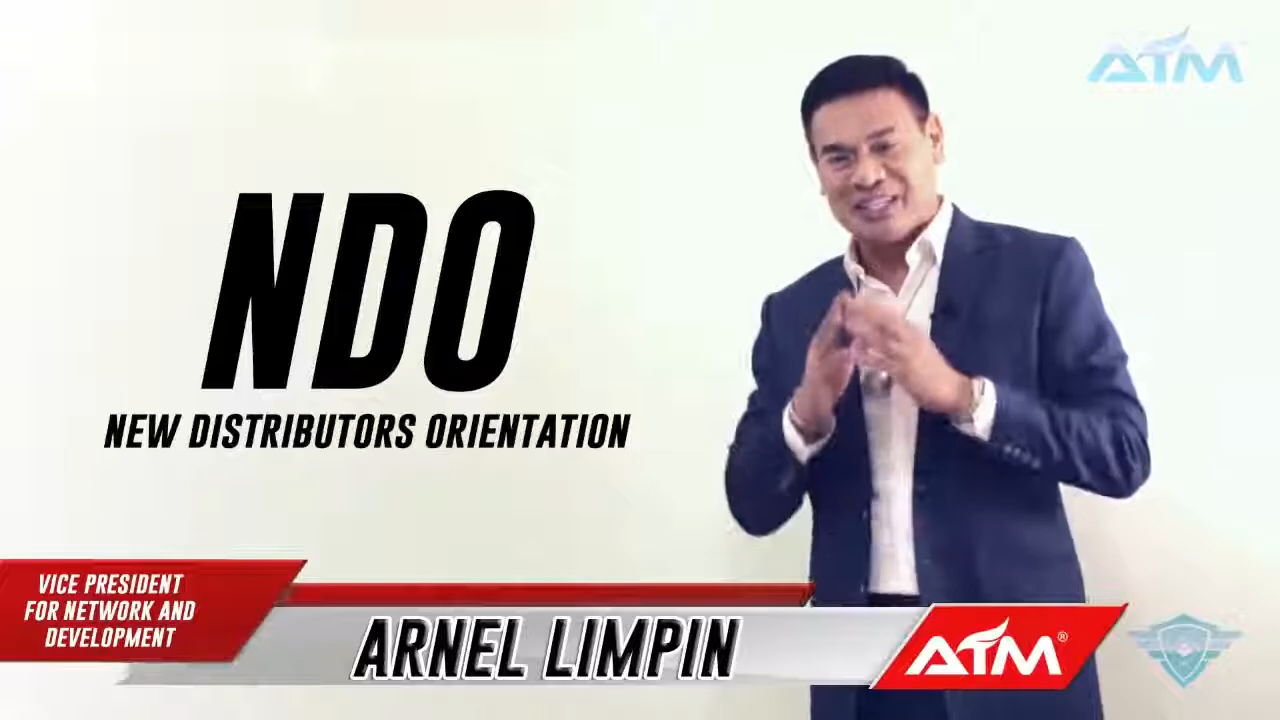 ATM
NDO
NEW DISTRIBUTORS ORIENTATION
VICE PRESIDENT
FOR NETWORK AND
DEVELOPMENT
ARNEL LIMPIN
ATM®